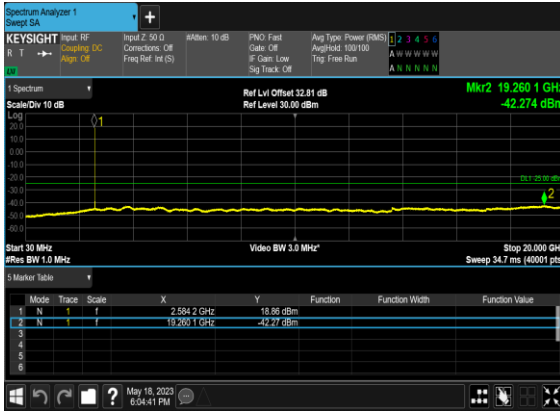 Spectrum Analyzer 1
Swept SA
+
KEYSIGHT
R T
Input: RF
Coupling: DC
Align: Off
Input Z: 50 Ω
Corrections: Off
Freq Ref: Int (S)
#Atten: 10 dB
PNO: Fast
Gate: Off
IF Gain: Low
Sig Track: Off
Avg Type: Power (RMS)
Avg|Hold: 100/100
Trig: Free Run
1 2 3 4 5 6
A W W W W W
A N N N N N
1 Spectrum
Scale/Div 10 dB
Ref Lvl Offset 32.81 dB
Ref Level 30.00 dBm
Mkr2 19.260 1 GHz
-42.274 dBm
Log
20.0
10.0
0.00
-10.0
-20.0
-30.0
-40.0
-50.0
-60.0
1
DL1 -25.00 dBm
2
Start 30 MHz
#Res BW 1.0 MHz
Video BW 3.0 MHz*
Stop 20.000 GHz
Sweep 34.7 ms (40001 pts)
5 Marker Table
Mode Trace Scale X Y Function Function Width Function Value
1 N 1 f 2.584 2 GHz 18.86 dBm
2 N 1 f 19.260 1 GHz -42.27 dBm
3
4
5
6
?
May 18, 2023
6:04:41 PM